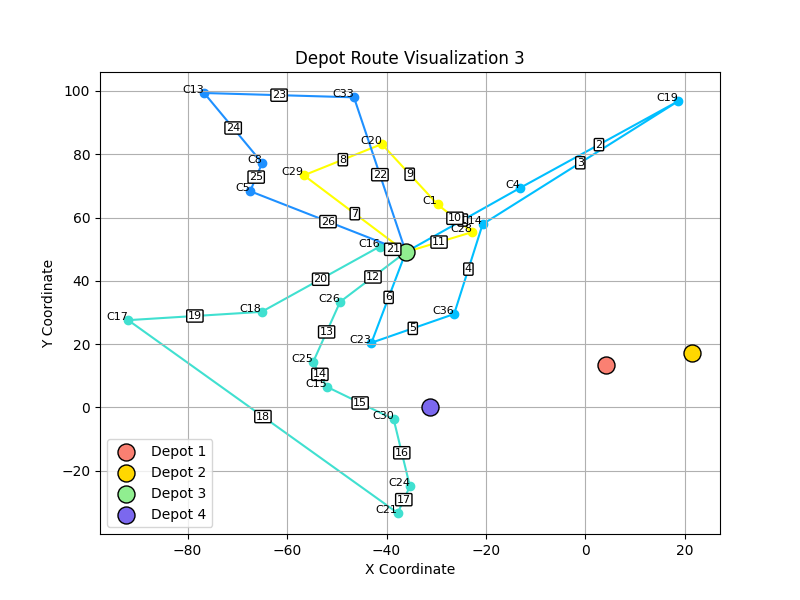 Depot Route Visualization 3
100
80
60
40
20
0
−20
−80
−60
−40
−20
0
20
Y Coordinate
X Coordinate
C13
23
C33
C19
24
2
C20
3
C8
8
C29
22
9
25
C4
C5
C1
7
10
C14
26
C28
11
C16
21
4
20
12
C18
C26
6
C17
19
C36
13
5
C23
C25
14
C15
15
18
C30
16
C24
17
C21
Depot 1
Depot 2
Depot 3
Depot 4